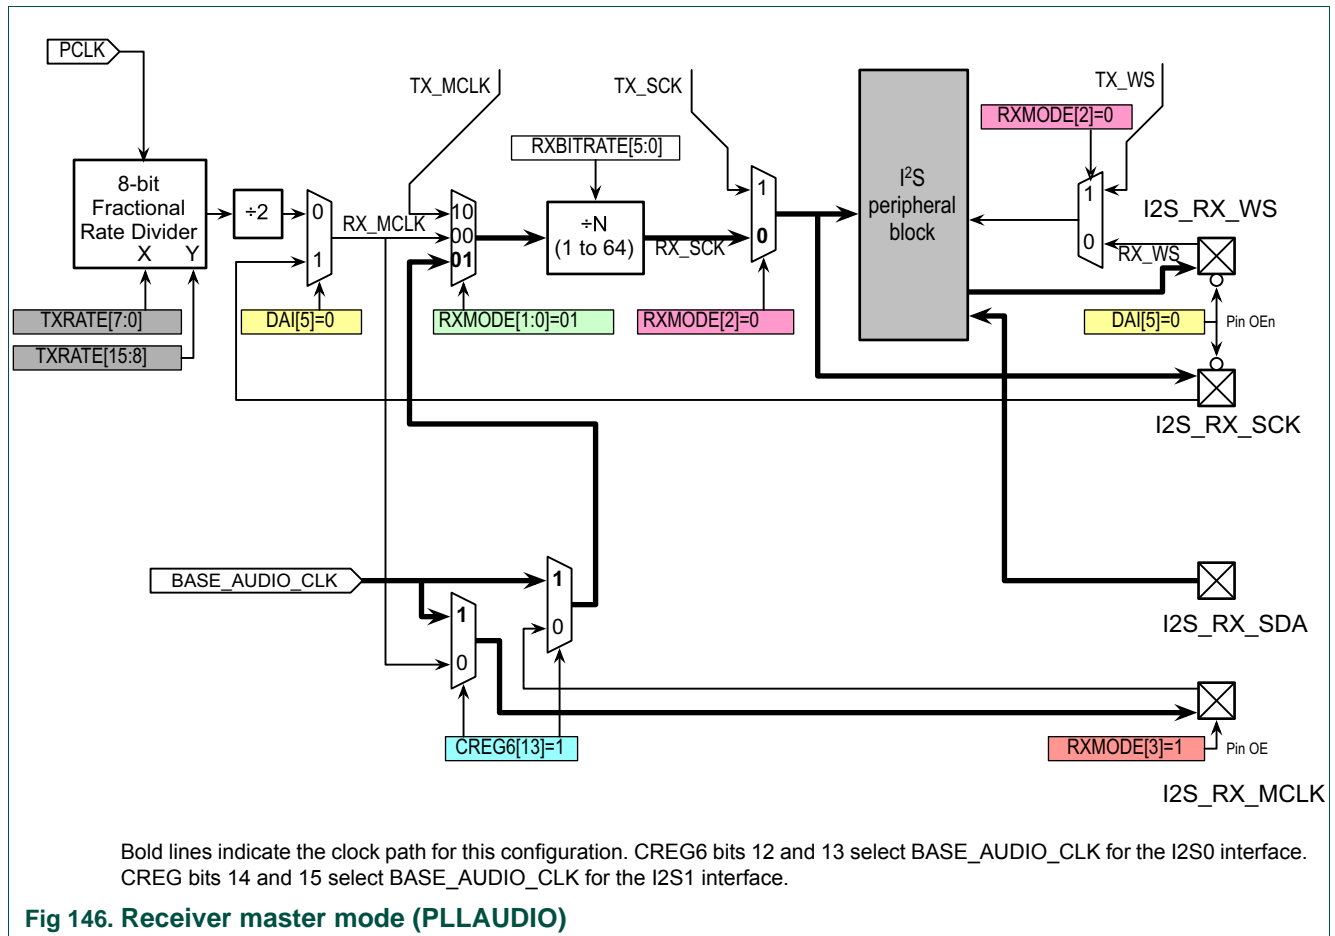 PCLK
TX_MCLK
TX_SCK
TX_WS
RXMODE[2]=0
RXBITRATE[5:0]
8-bit
Fractional
Rate Divider
X Y
÷2
0
1
RX_MCLK
10
00
01
÷N
(1 to 64)
RX_SCK
1
0
I²S
peripheral
block
1
0
I2S_RX_WS
RX_WS
TXRATE[7:0]
DAI[5]=0
RXMODE[1:0]=01
RXMODE[2]=0
DAI[5]=0
Pin OEn
TXRATE[15:8]
I2S_RX_SCK
BASE_AUDIO_CLK
1
0
1
0
I2S_RX_SDA
CREG6[13]=1
RXMODE[3]=1
Pin OE
I2S_RX_MCLK
Bold lines indicate the clock path for this configuration. CREG6 bits 12 and 13 select BASE_AUDIO_CLK for the I2S0 interface.
CREG bits 14 and 15 select BASE_AUDIO_CLK for the I2S1 interface.
Fig 146. Receiver master mode (PLLAUDIO)